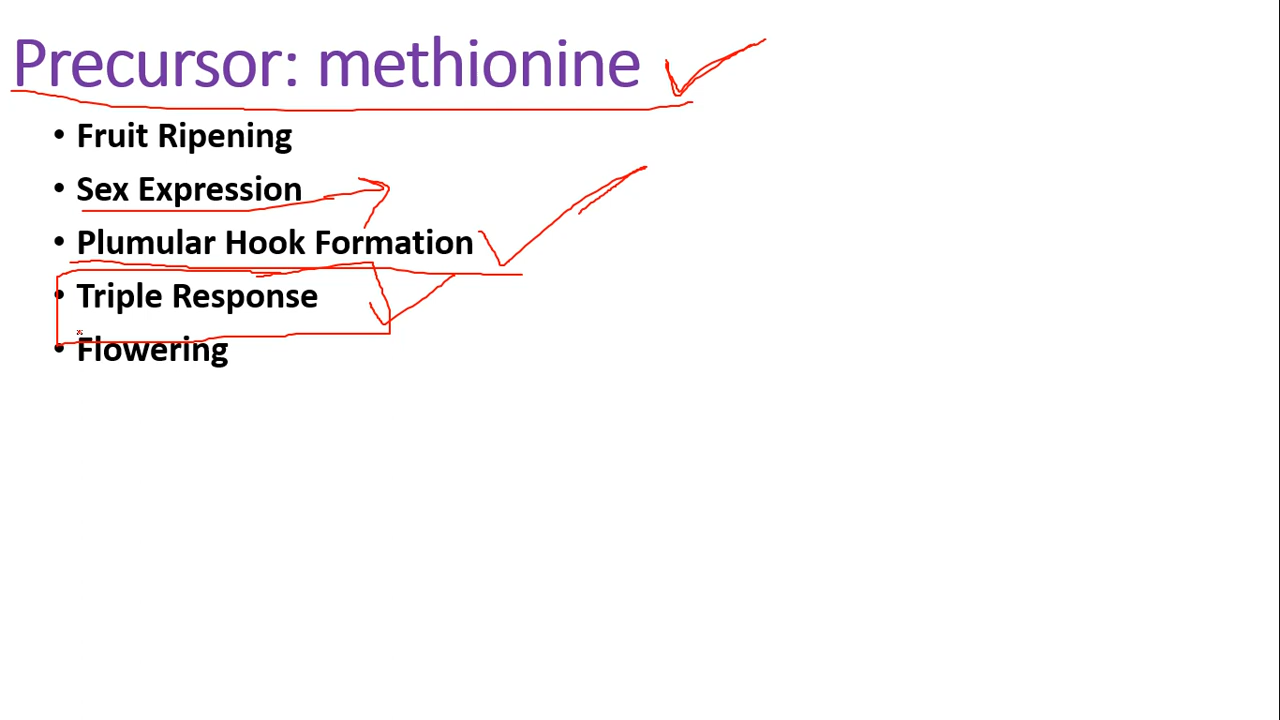 Precursor: methionine
• Fruit Ripening
• Sex Expression
• Plumular Hook Formation
• Triple Response
• Flowering